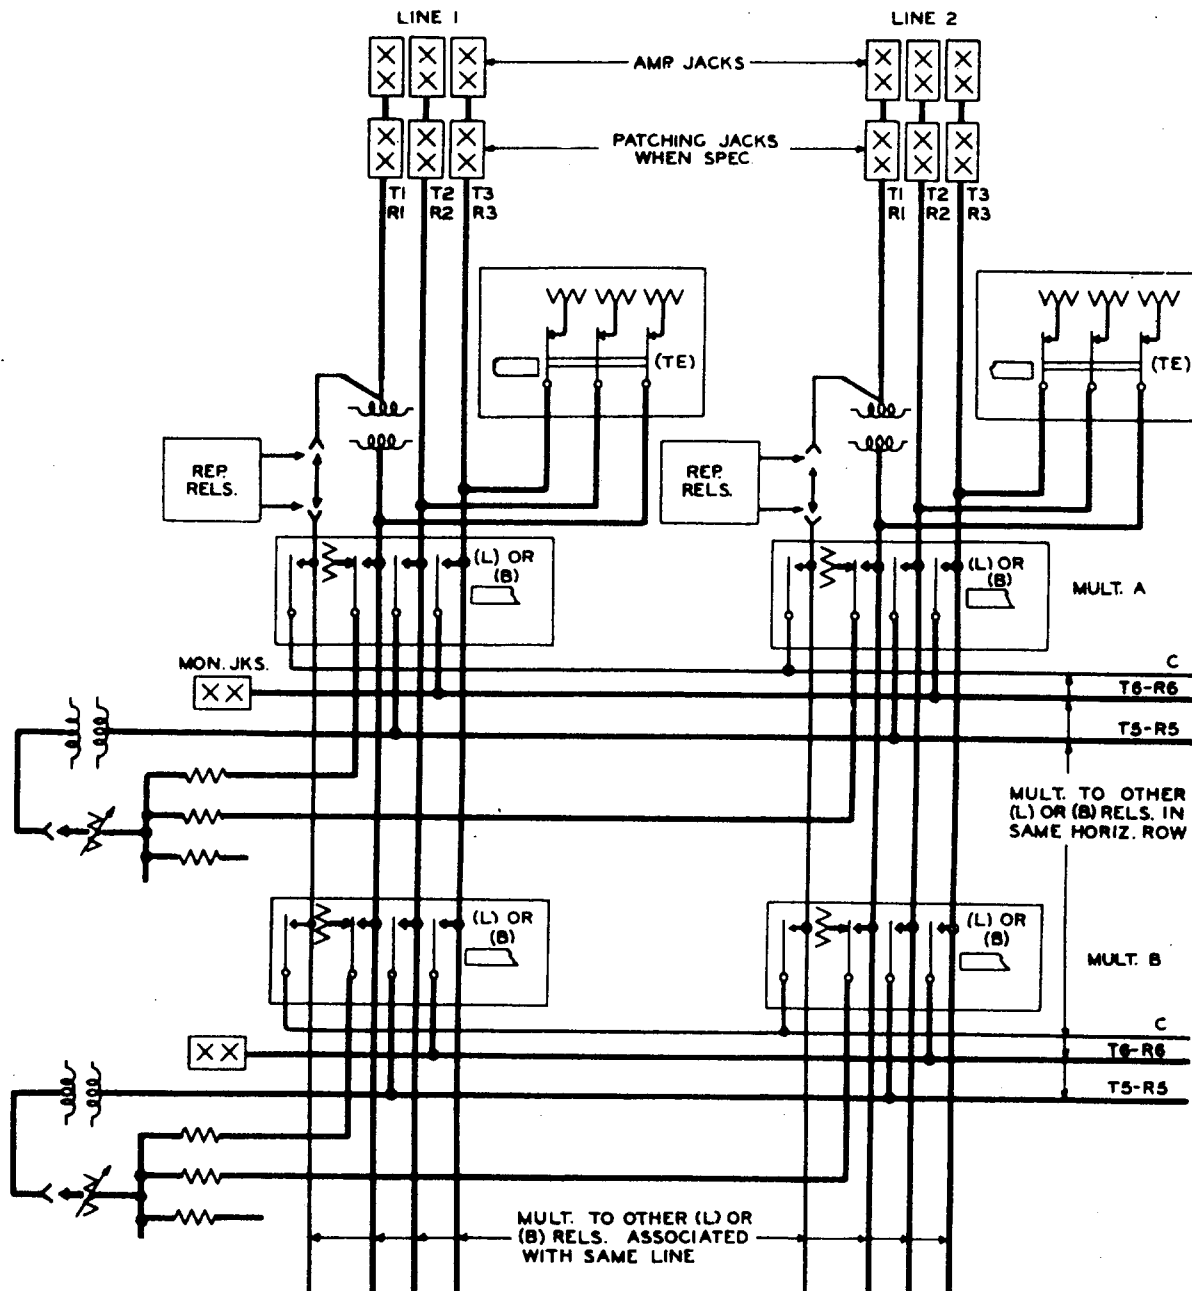 LINE 1
LINE 2
AMP. JACKS
PATCHING JACKS
WHEN SPEC.
T1
R1
T2
R2
T3
R3
T1
R1
T2
R2
T3
R3
(TE)
(TE)
REP.
RELS.
REP.
RELS.
(L) OR
(B)
(L) OR
(B)
MULT. A
MON. JKS.
C
T6-R6
T5-R5
MULT. TO OTHER
(L) OR (B) RELS. IN
SAME HORIZ. ROW
(L) OR
(B)
(L) OR
(B)
MULT. B
C
T6-R6
T5-R5
MULT. TO OTHER (L) OR
(B) RELS. ASSOCIATED
WITH SAME LINE